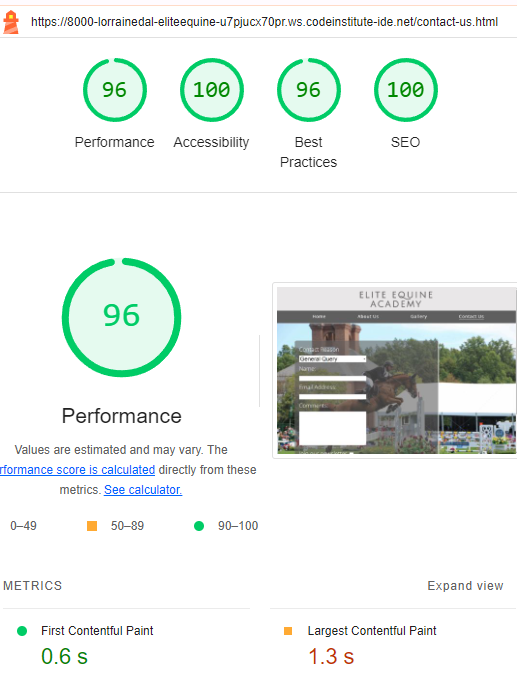 https://8000-lorrainedal-eliteequine-u7pjucx70pr.ws.codeinstitute-ide.net/contact-us.html
96 100 96 100
Performance Accessibility Best Practices SEO
96
Performance
Values are estimated and may vary. The
rformance score is calculated directly from these
metrics. See calculator.
0–49 50–89 90–100
ELITE EQUINE
ACADEMY
Home About Us Gallery Contact Us
Contact Reason
General Query
Name
Email Address
Comments
METRICS
Expand view
First Contentful Paint
0.6 s
Largest Contentful Paint
1.3 s